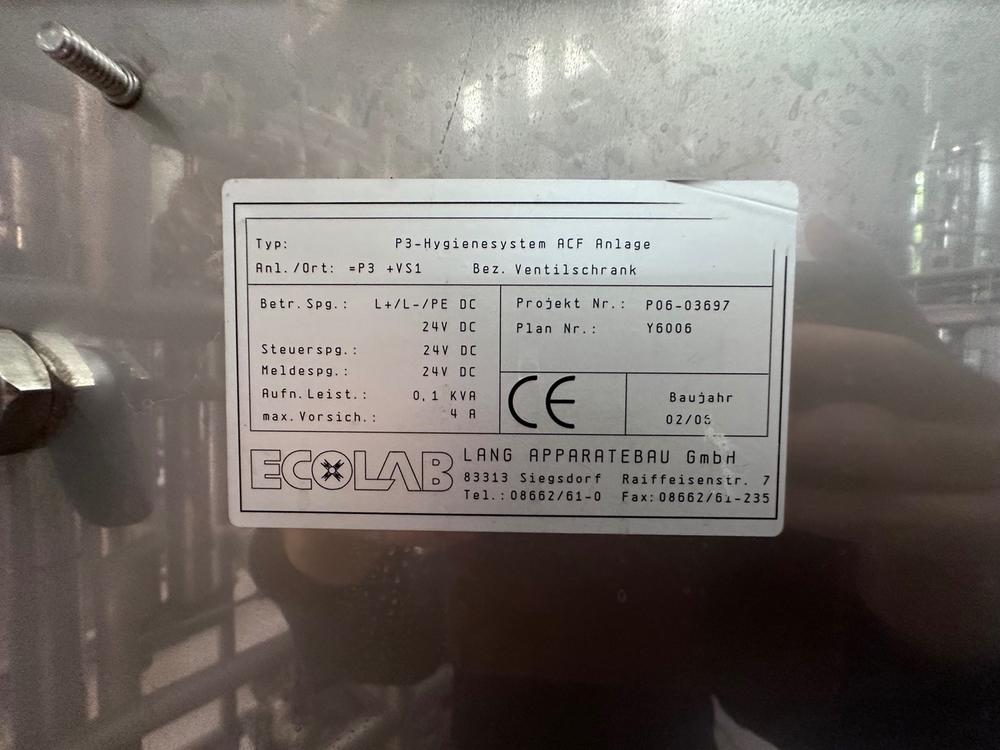 Typ: P3-Hygienesystem ACF Anlage
Anl./Ort: =P3 +VS1 Bez. Ventilschrank
Betr.Spg.: L+/L-/PE DC
24V DC
Steuerspg.: 24V DC
Meldespg.: 24V DC
Aufn.Leist.: 0,1 KVA
max.Vorsich.: 4 A
Projekt Nr.: P06-03697
Plan Nr.: Y6006
CE
Baujahr
ECOLAB
LANG APPARATEBAU GmbH
83313 Siegsdorf Raiffeisenstr. 7
Tel.:08662/61-0 Fax:08662/61-235